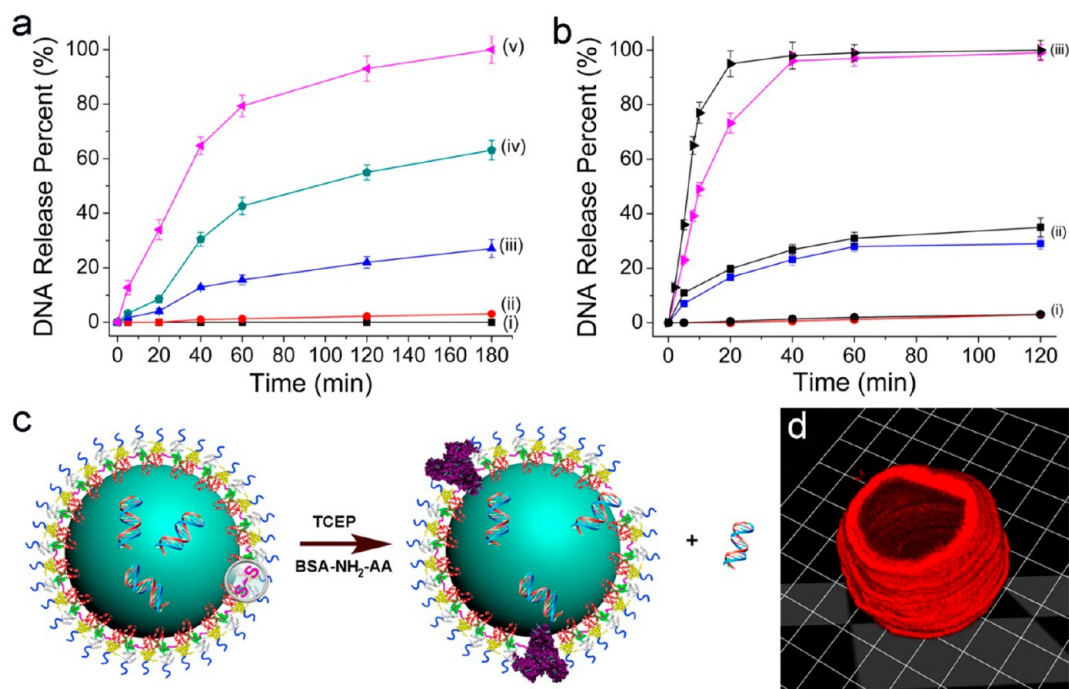 a
DNA Release Percent (%)
100
80
60
40
20
0
0 20 40 60 80 100 120 140 160 180
Time (min)
(v)
(iv)
(iii)
(ii)
(i)
b
DNA Release Percent (%)
100
80
60
40
20
0
0 20 40 60 80 100 120
Time (min)
(iii)
(ii)
(i)
c
S-S
TCEP
BSA-NH₂-AA
+
d